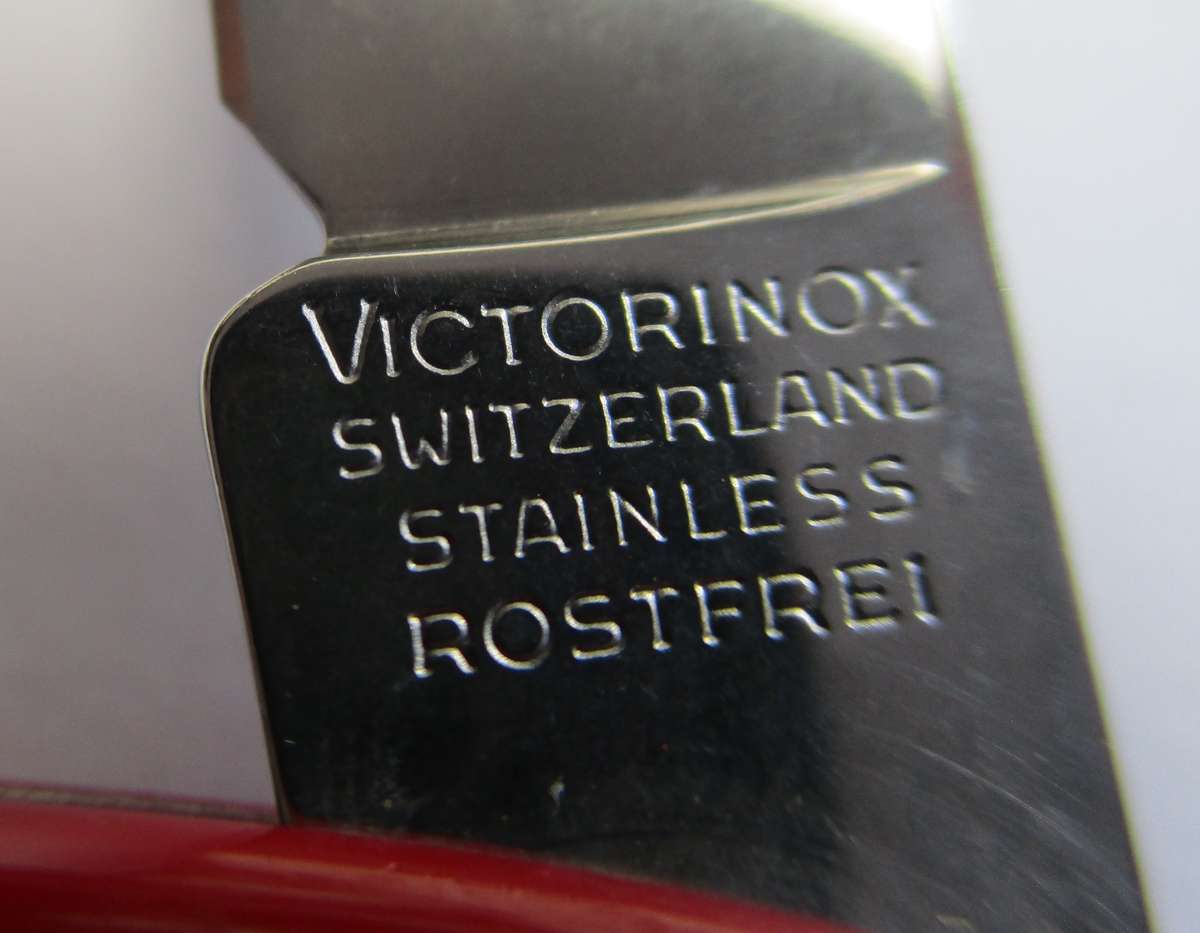 VICTORINOX
SWITZERLAND
STAINLESS
ROSTFREI